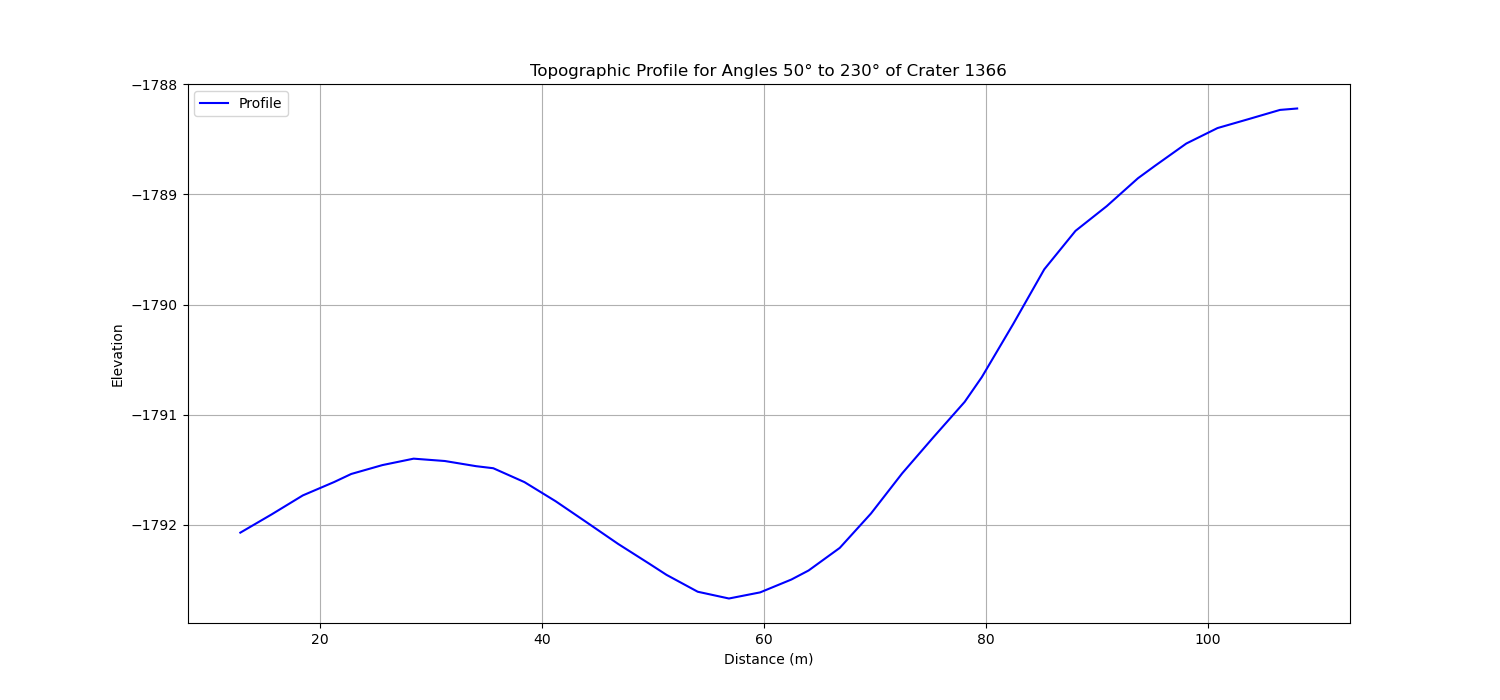 Topographic Profile for Angles 50° to 230° of Crater 1366
Profile
−1788
−1789
−1790
−1791
−1792
Elevation
20 40 60 80 100
Distance (m)